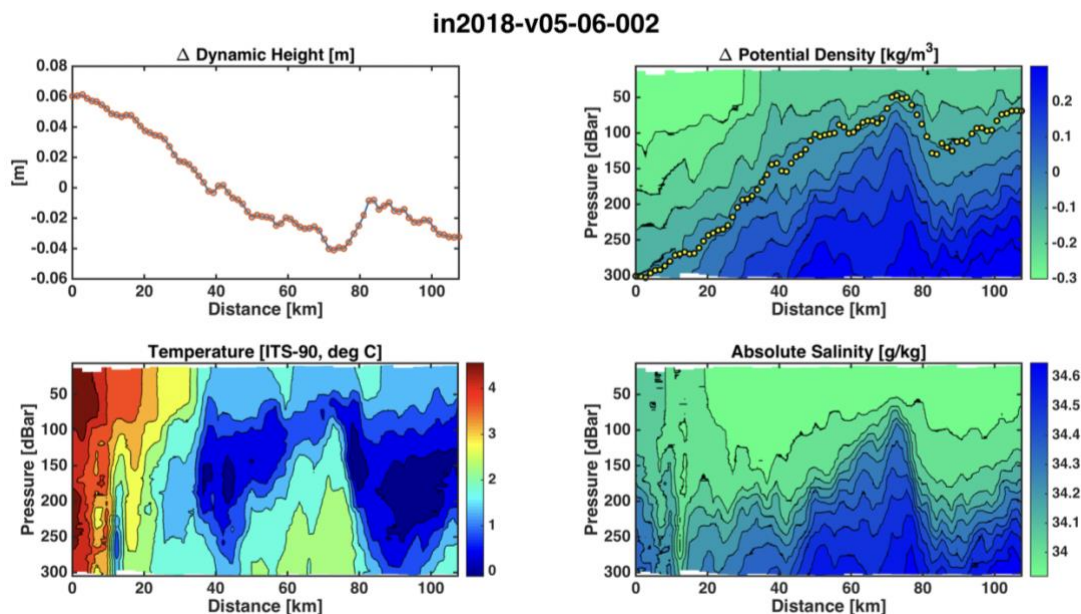 in2018-v05-06-002
Δ Dynamic Height [m]
0.08
0.06
0.04
0.02
0
-0.02
-0.04
-0.06
[m]
0 20 40 60 80 100
Distance [km]
Δ Potential Density [kg/m³]
50
100
150
200
250
300
Pressure [dBar]
0 20 40 60 80 100
Distance [km]
0.2
0.1
0
-0.1
-0.2
-0.3
Temperature [ITS-90, deg C]
50
100
150
200
250
300
Pressure [dBar]
0 20 40 60 80 100
Distance [km]
4
3
2
1
0
Absolute Salinity [g/kg]
50
100
150
200
250
300
Pressure [dBar]
0 20 40 60 80 100
Distance [km]
34.6
34.5
34.4
34.3
34.2
34.1
34